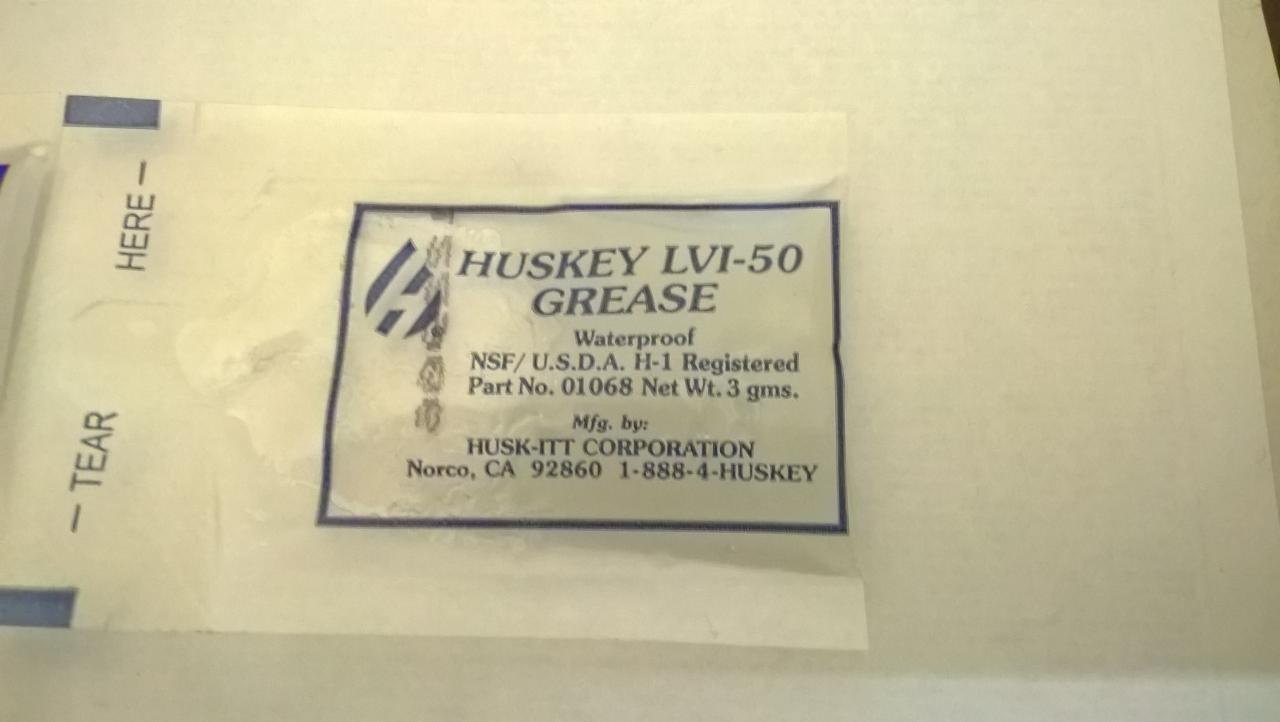 — TEAR HERE —
HUSKEY LVI-50
GREASE
Waterproof
NSF/ U.S.D.A. H-1 Registered
Part No. 01068 Net Wt. 3 gms.
Mfg. by:
HUSK-ITT CORPORATION
Norco, CA 92860 1-888-4-HUSKEY